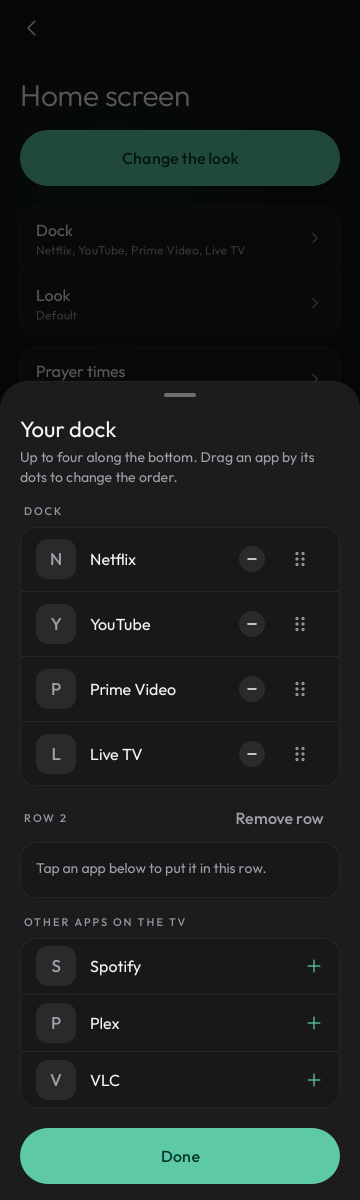 Home screen
Change the look
Dock
Netflix, YouTube, Prime Video, Live TV
Look
Default
Prayer times
Your dock
Up to four along the bottom. Drag an app by its
dots to change the order.
DOCK
N Netflix
Y YouTube
P Prime Video
L Live TV
ROW 2 Remove row
Tap an app below to put it in this row.
OTHER APPS ON THE TV
S Spotify
P Plex
V VLC
Done